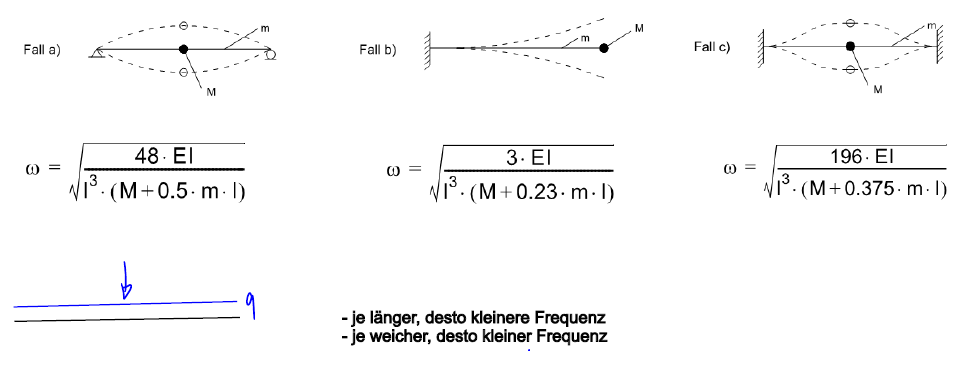 Fall a)
m
M
Fall b)
m
M
Fall c)
m
M
ω = √(48· EI / l³· (M+0.5· m· l))
ω = √(3· EI / l³· (M+0.23· m· l))
ω = √(196· EI / l³· (M+0.375· m· l))
q
- je länger, desto kleinere Frequenz
- je weicher, desto kleiner Frequenz